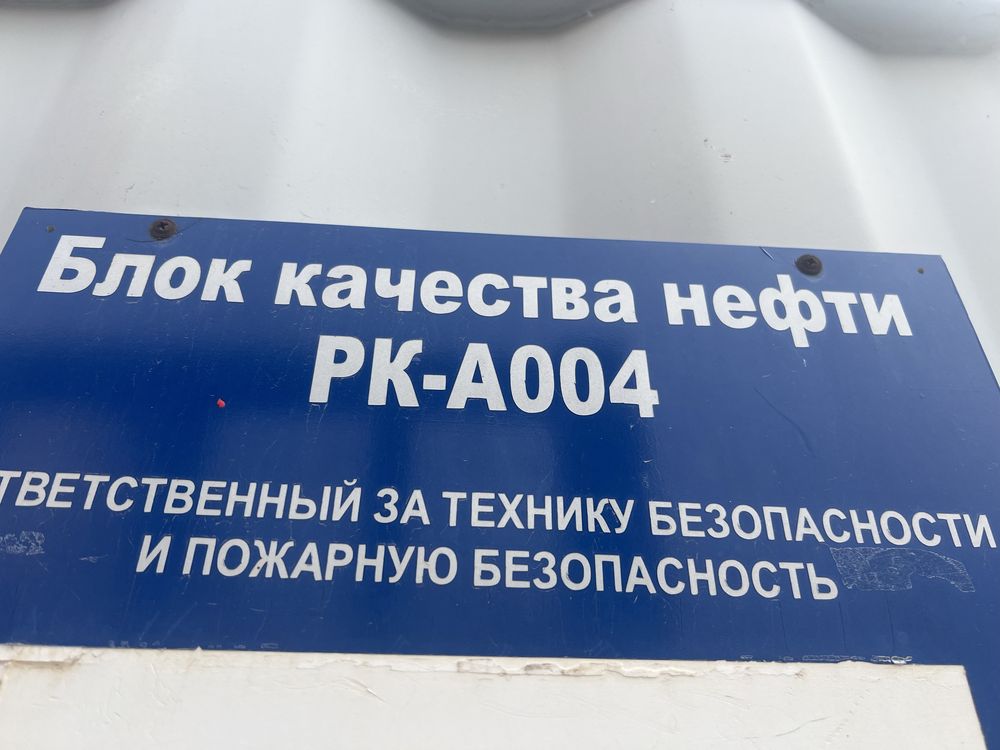 Блок качества нефти
РК-А004
ТВЕТСТВЕННЫЙ ЗА ТЕХНИКУ БЕЗОПАСНОСТИ
И ПОЖАРНУЮ БЕЗОПАСНОСТЬ